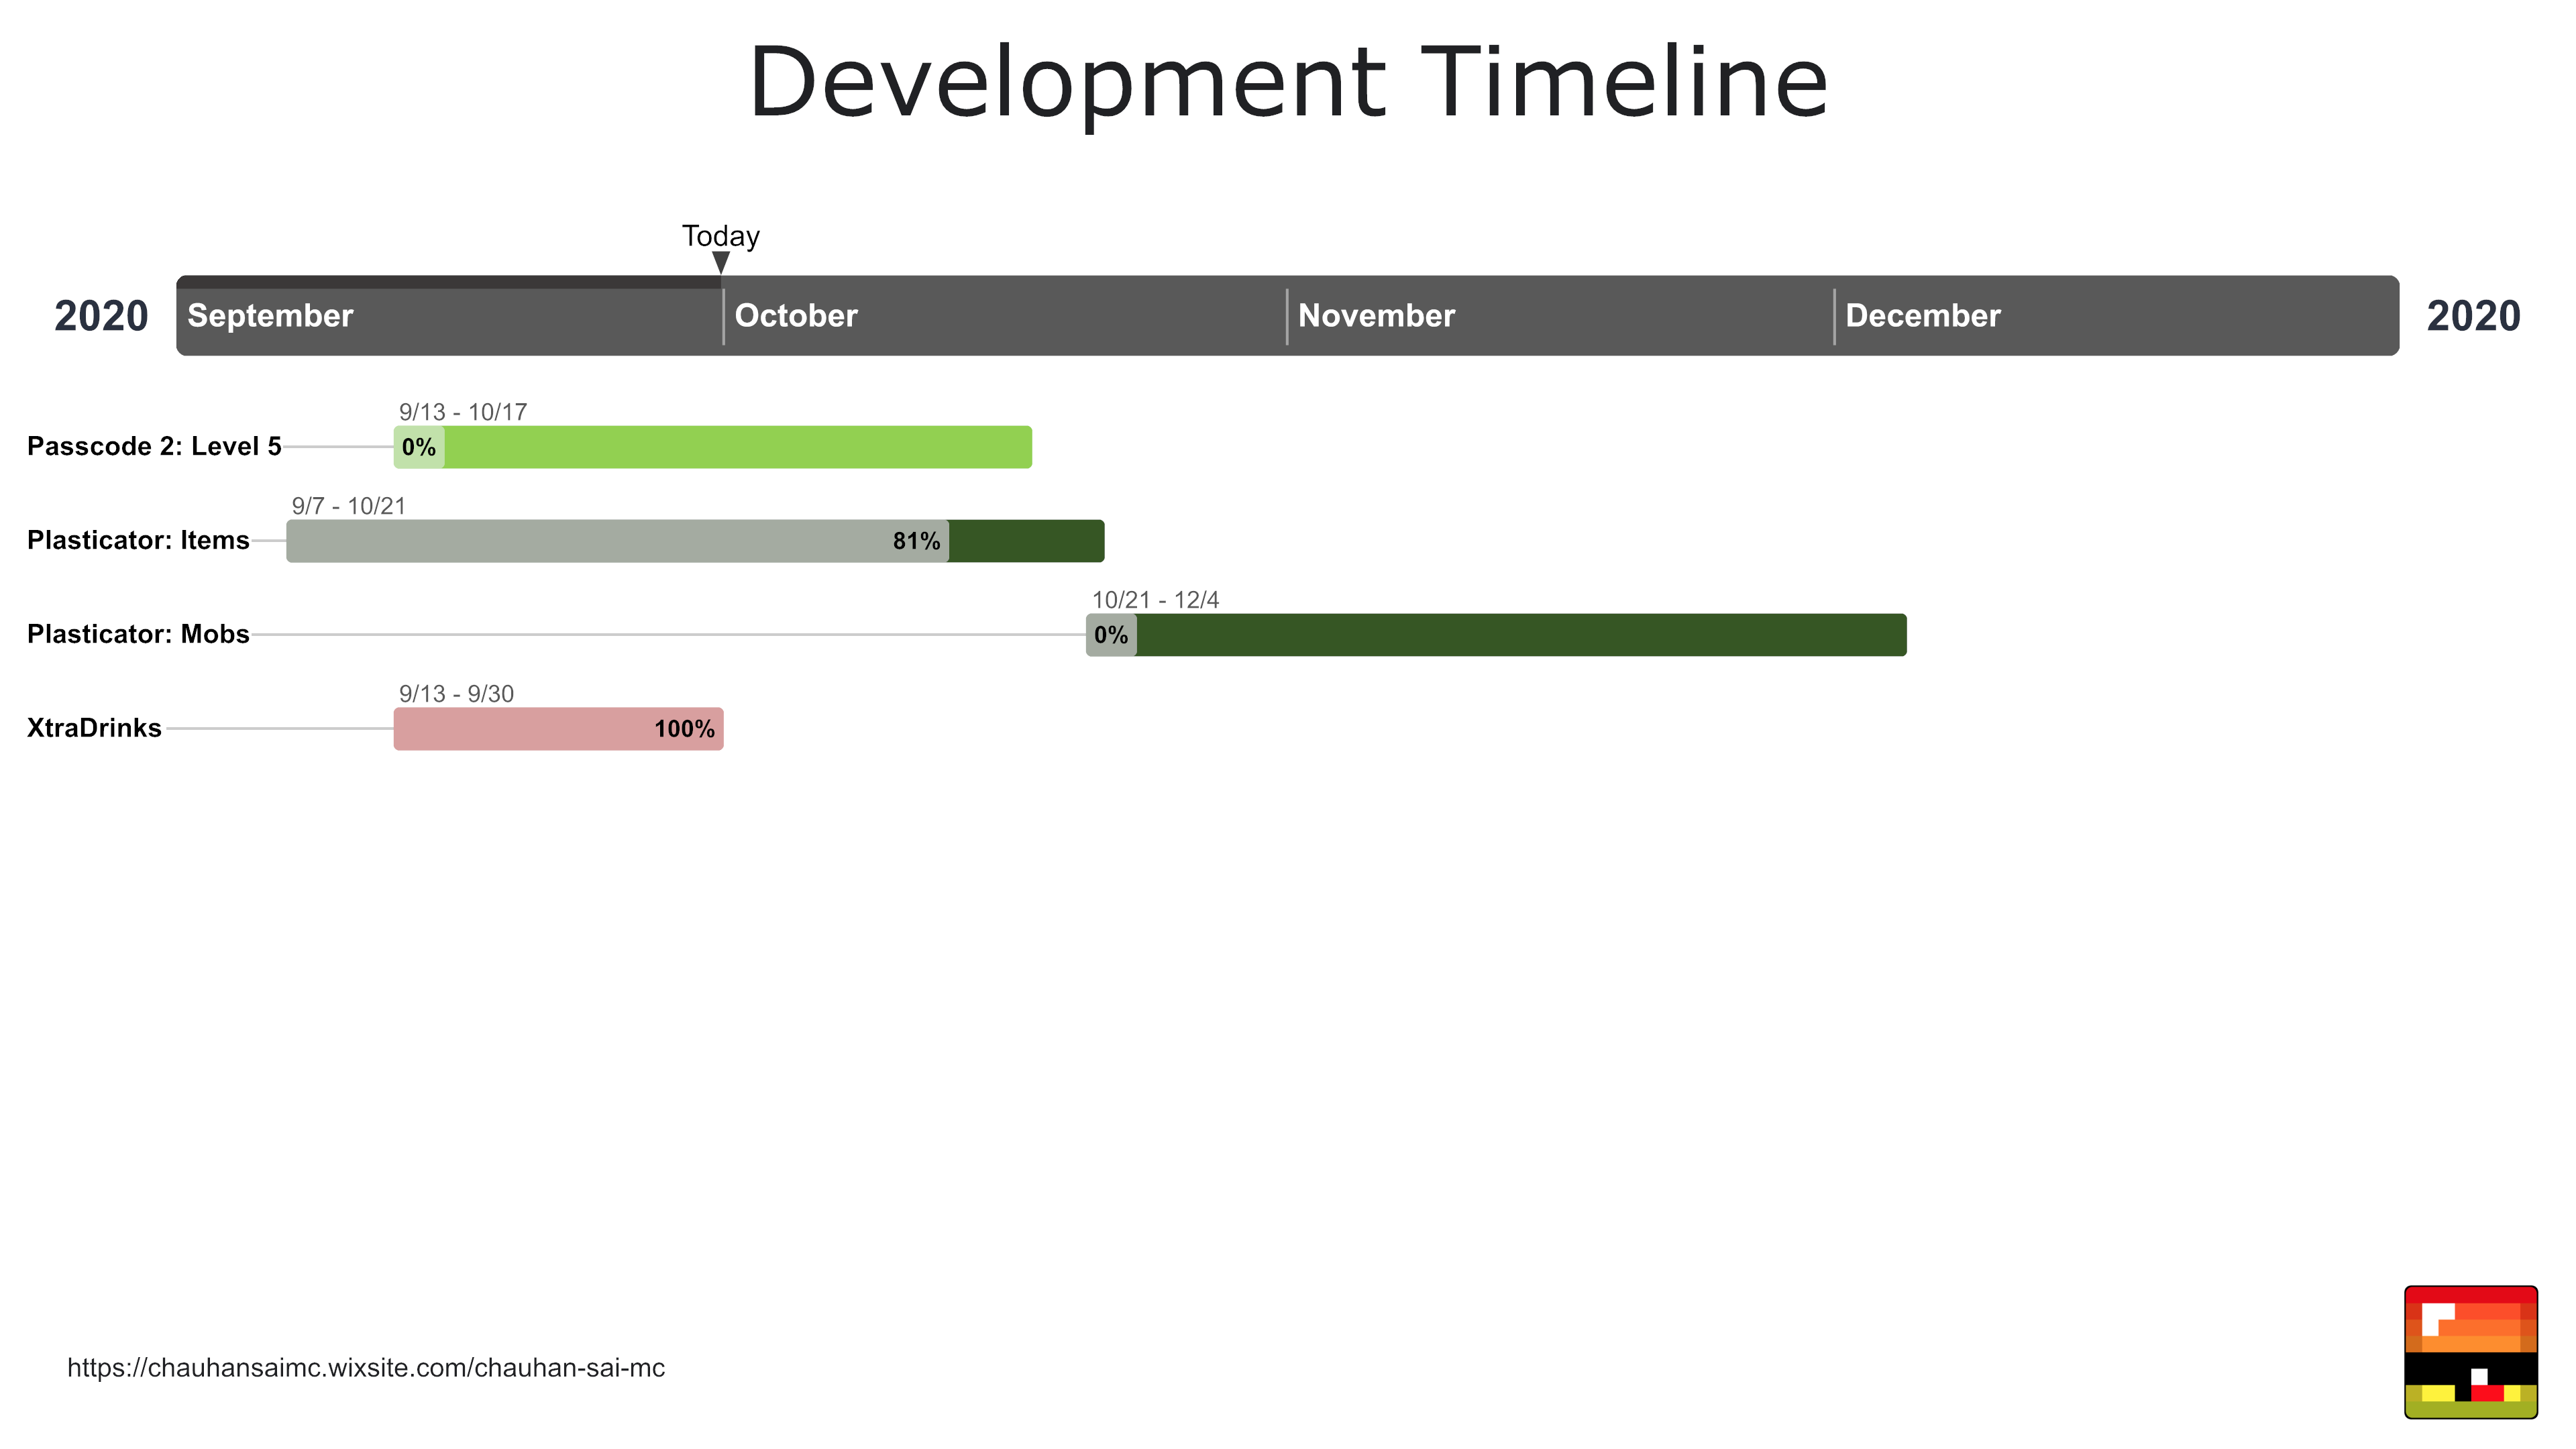 Development Timeline
Today
2020 September October November December 2020
9/13 - 10/17
Passcode 2: Level 5 0%
9/7 - 10/21
Plasticator: Items 81%
10/21 - 12/4
Plasticator: Mobs 0%
9/13 - 9/30
XtraDrinks 100%
https://chauhansaimc.wixsite.com/chauhan-sai-mc